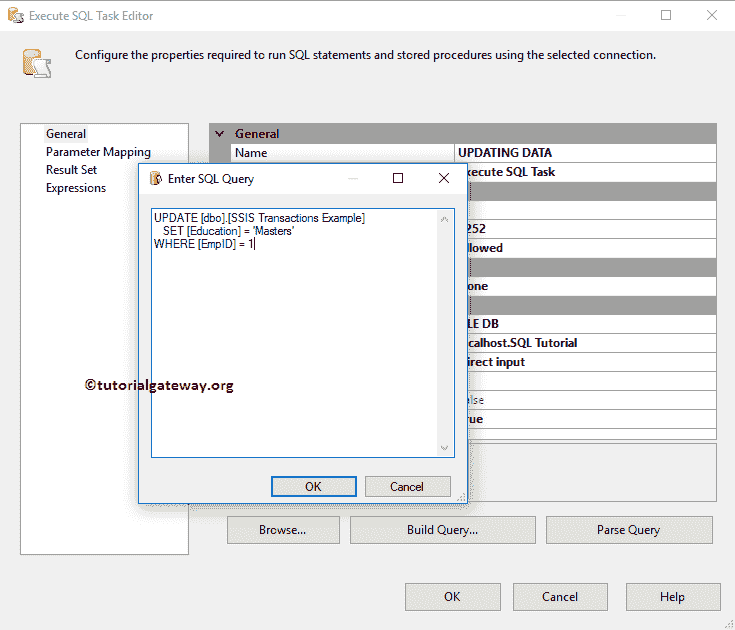 Execute SQL Task Editor
Configure the properties required to run SQL statements and stored procedures using the selected connection.
General
Parameter Mapping
Result Set
Expressions
General
Name UPDATING DATA
xecute SQL Task
252
lowed
one
LE DB
calhost.SQL Tutorial
irect input
alse
rue
Enter SQL Query
UPDATE [dbo].[SSIS Transactions Example]
SET [Education] = 'Masters'
WHERE [EmpID] = 1
©tutorialgateway.org
OK Cancel
Browse... Build Query... Parse Query
OK Cancel Help